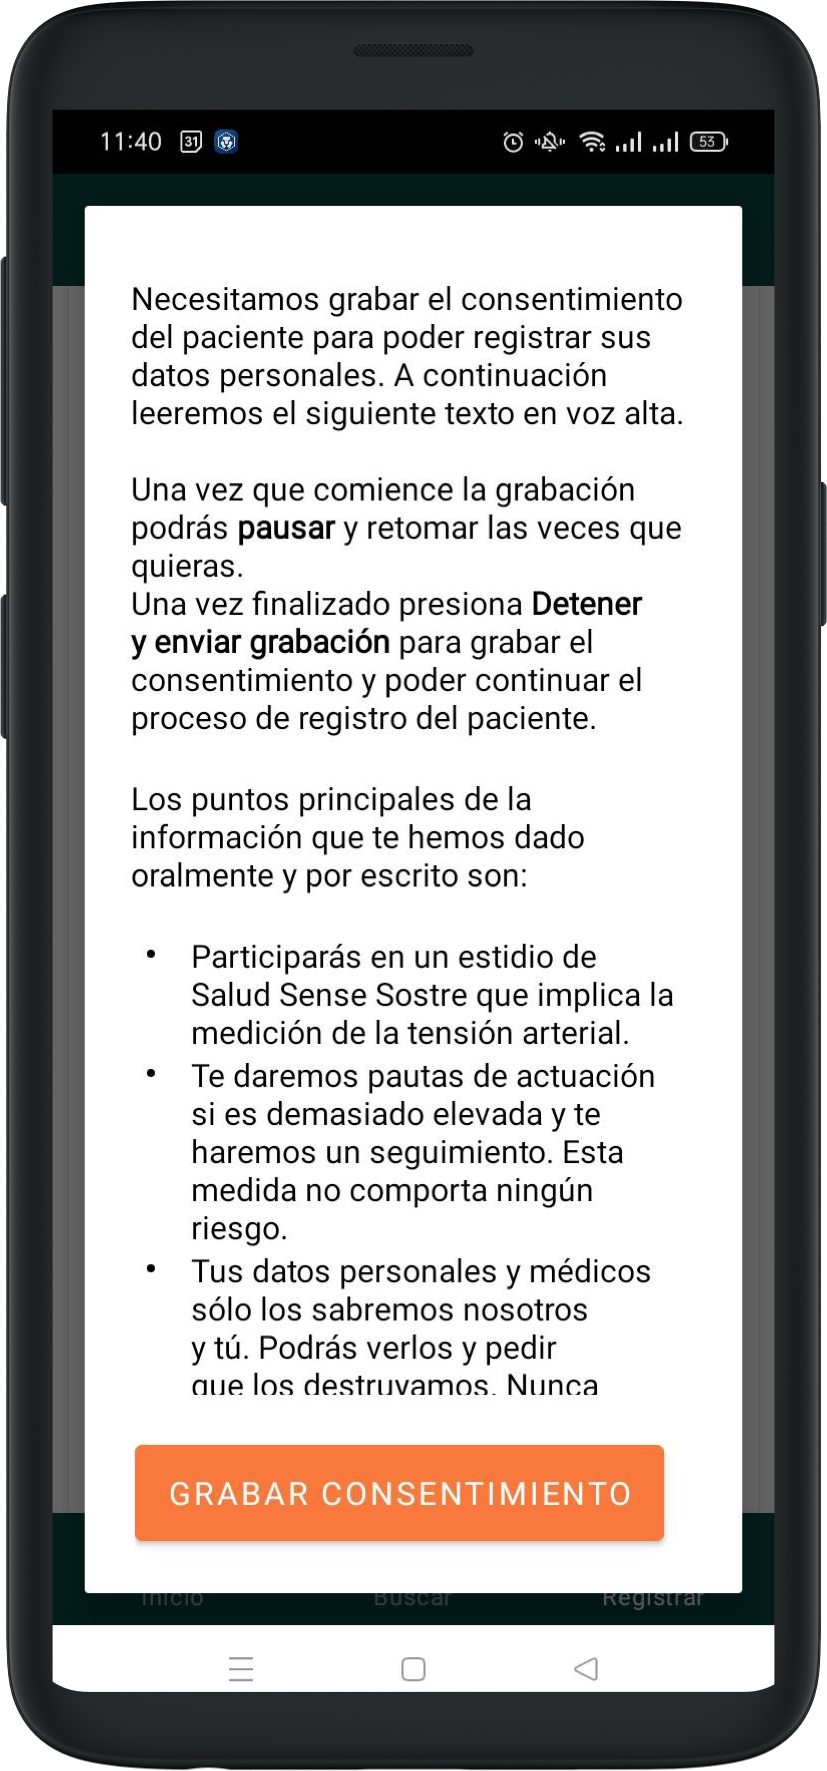 11:40 31 53
Necesitamos grabar el consentimiento
del paciente para poder registrar sus
datos personales. A continuación
leeremos el siguiente texto en voz alta.
Una vez que comience la grabación
podrás pausar y retomar las veces que
quieras.
Una vez finalizado presiona Detener
y enviar grabación para grabar el
consentimiento y poder continuar el
proceso de registro del paciente.
Los puntos principales de la
información que te hemos dado
oralmente y por escrito son:
• Participarás en un estidio de
Salud Sense Sostre que implica la
medición de la tensión arterial.
• Te daremos pautas de actuación
si es demasiado elevada y te
haremos un seguimiento. Esta
medida no comporta ningún
riesgo.
• Tus datos personales y médicos
sólo los sabremos nosotros
y tú. Podrás verlos y pedir
que los destruyamos. Nunca
GRABAR CONSENTIMIENTO
Inicio Buscar Registrar